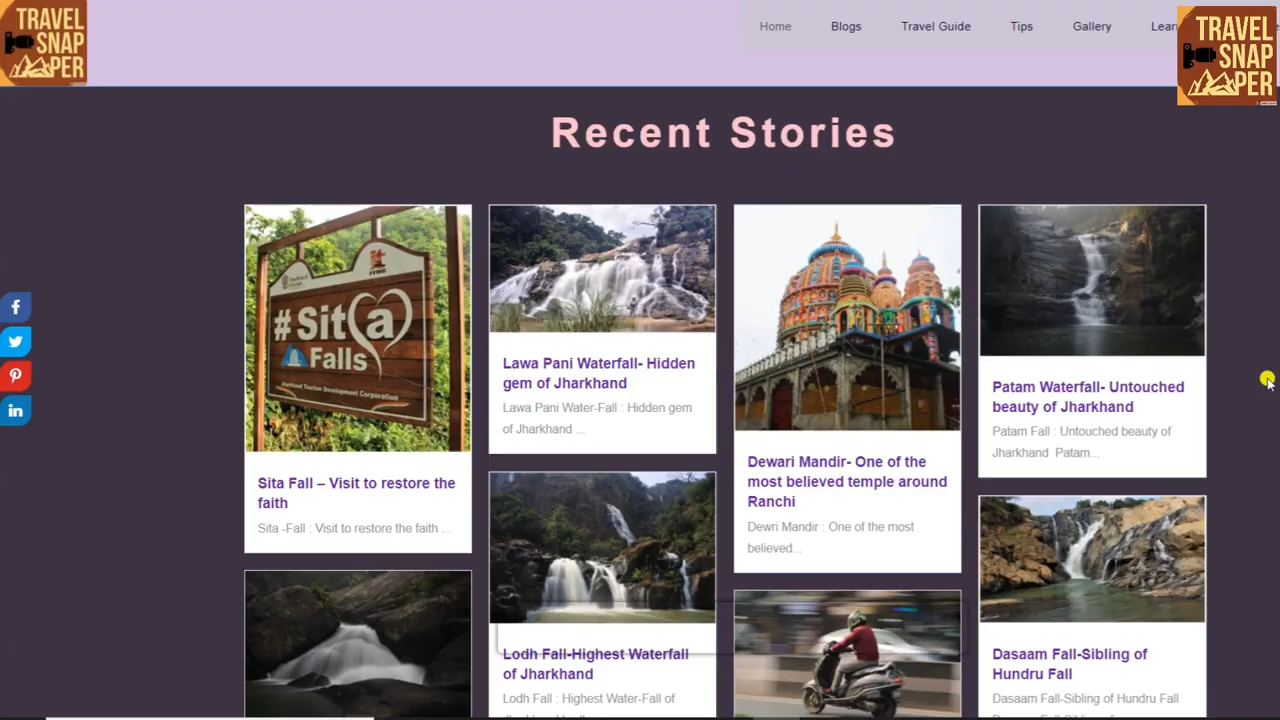 TRAVEL
SNAP
PER
Home
Blogs
Travel Guide
Tips
Gallery
TRAVEL
SNAP
PER
Recent Stories
#Sita
Falls
Jharkhand Tourism Development Corporation
Sita Fall – Visit to restore the
faith
Sita -Fall : Visit to restore the faith ...
Lawa Pani Waterfall- Hidden
gem of Jharkhand
Lawa Pani Water-Fall : Hidden gem
of Jharkhand ...
Lodh Fall-Highest Waterfall
of Jharkhand
Lodh Fall : Highest Water-Fall of
Dewari Mandir- One of the
most believed temple around
Ranchi
Dewri Mandir : One of the most
believed...
Patam Waterfall- Untouched
beauty of Jharkhand
Patam Fall : Untouched beauty of
Jharkhand Patam...
Dasaam Fall-Sibling of
Hundru Fall
Dasaam Fall-Sibling of Hundru Fall